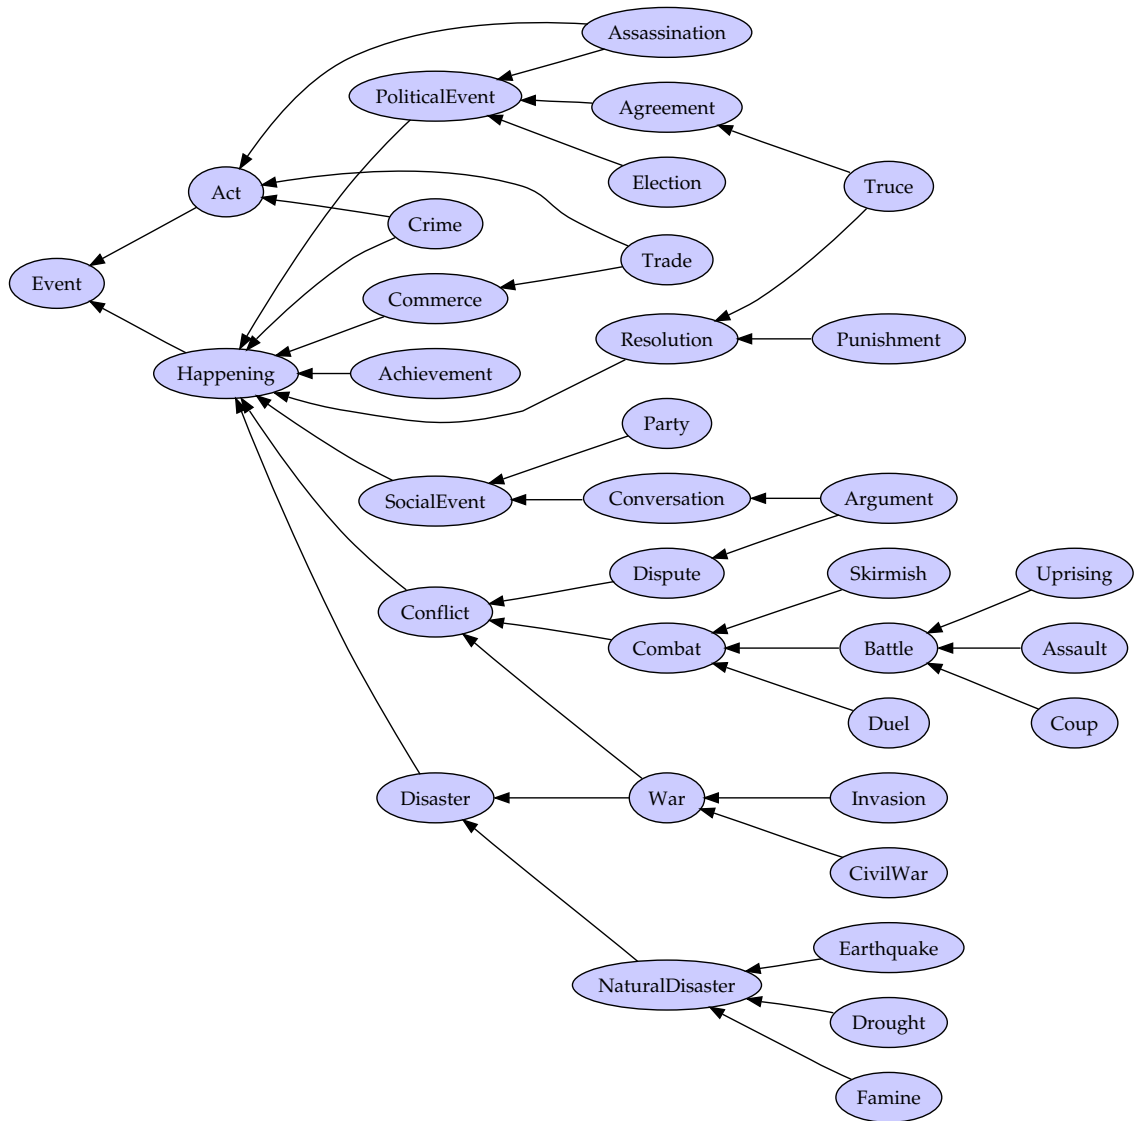 Assassination
PoliticalEvent
Agreement
Act
Election
Truce
Crime
Event
Trade
Commerce
Resolution
Punishment
Happening
Achievement
Party
SocialEvent
Conversation
Argument
Dispute
Skirmish
Uprising
Conflict
Combat
Battle
Assault
Duel
Coup
Disaster
War
Invasion
CivilWar
Earthquake
NaturalDisaster
Drought
Famine